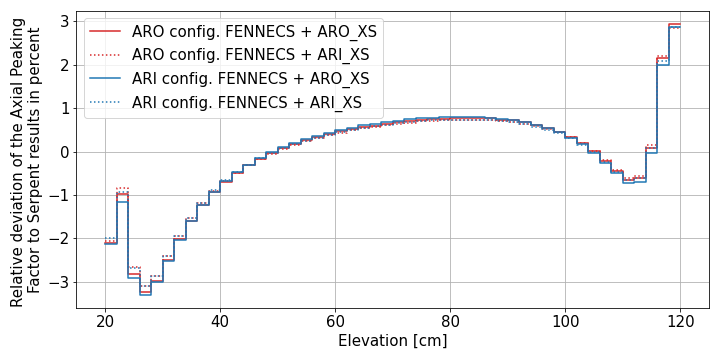 ARO config. FENNECS + ARO_XS
ARO config. FENNECS + ARI_XS
ARI config. FENNECS + ARO_XS
ARI config. FENNECS + ARI_XS
Relative deviation of the Axial Peaking
Factor to Serpent results in percent
3
2
1
0
−1
−2
−3
20 40 60 80 100 120
Elevation [cm]